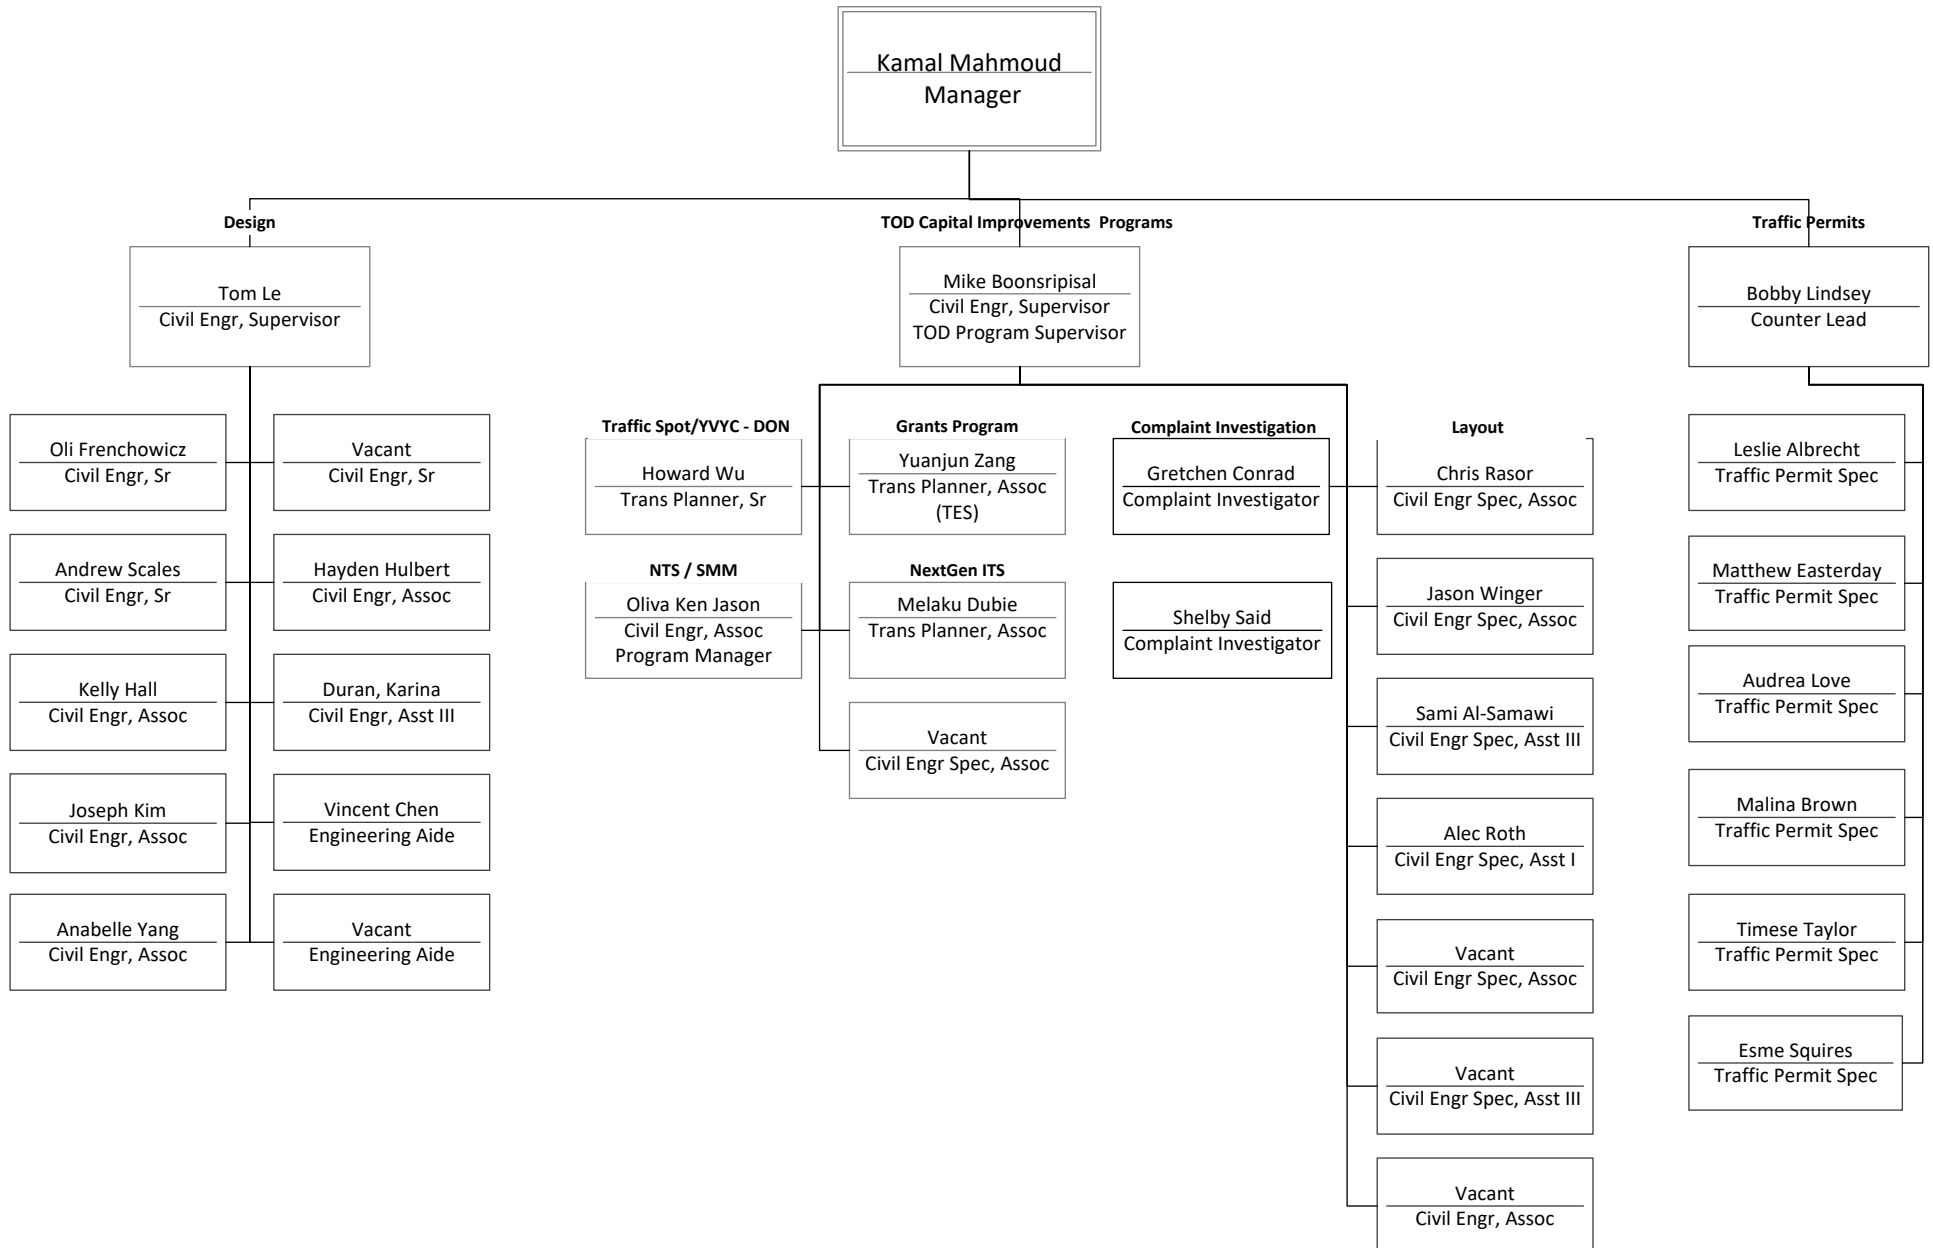 Kamal Mahmoud
Manager
Design
TOD Capital Improvements Programs
Traffic Permits
Tom Le
Civil Engr, Supervisor
Mike Boonsripisal
Civil Engr, Supervisor
TOD Program Supervisor
Bobby Lindsey
Counter Lead
Oli Frenchowicz
Civil Engr, Sr
Vacant
Civil Engr, Sr
Andrew Scales
Civil Engr, Sr
Hayden Hulbert
Civil Engr, Assoc
Kelly Hall
Civil Engr, Assoc
Duran, Karina
Civil Engr, Asst III
Joseph Kim
Civil Engr, Assoc
Vincent Chen
Engineering Aide
Anabelle Yang
Civil Engr, Assoc
Vacant
Engineering Aide
Traffic Spot/YVYC - DON
Howard Wu
Trans Planner, Sr
Grants Program
Yuanjun Zang
Trans Planner, Assoc
(TES)
NTS / SMM
Oliva Ken Jason
Civil Engr, Assoc
Program Manager
NextGen ITS
Melaku Dubie
Trans Planner, Assoc
Vacant
Civil Engr Spec, Assoc
Complaint Investigation
Gretchen Conrad
Complaint Investigator
Shelby Said
Complaint Investigator
Layout
Chris Rasor
Civil Engr Spec, Assoc
Jason Winger
Civil Engr Spec, Assoc
Sami Al-Samawi
Civil Engr Spec, Asst III
Alec Roth
Civil Engr Spec, Asst I
Vacant
Civil Engr Spec, Assoc
Vacant
Civil Engr Spec, Asst III
Vacant
Civil Engr, Assoc
Leslie Albrecht
Traffic Permit Spec
Matthew Easterday
Traffic Permit Spec
Audrea Love
Traffic Permit Spec
Malina Brown
Traffic Permit Spec
Timese Taylor
Traffic Permit Spec
Esme Squires
Traffic Permit Spec